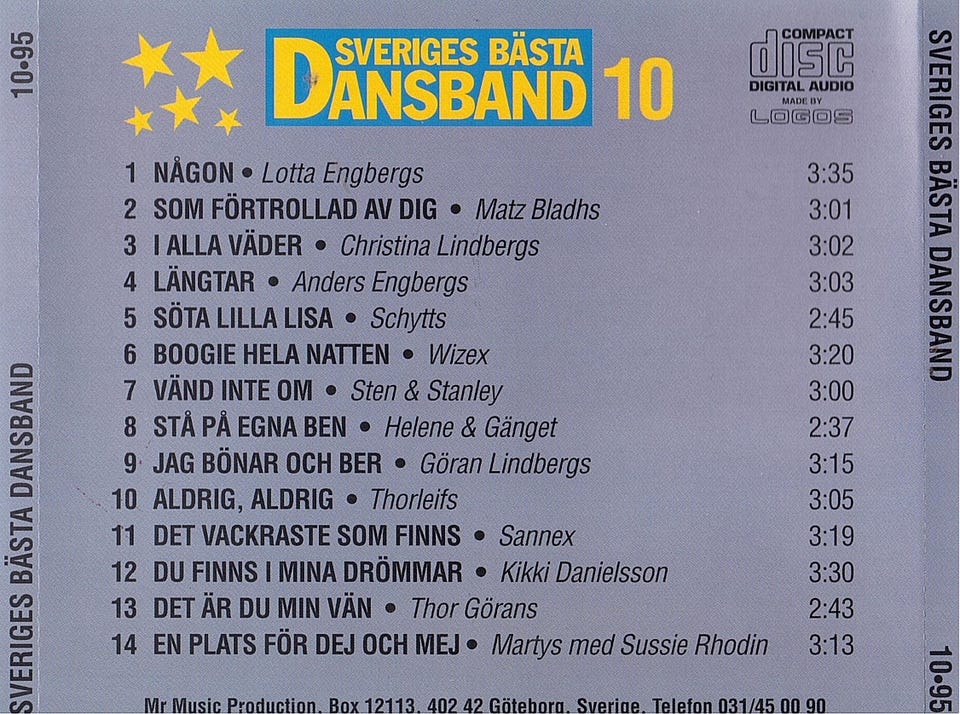 SVERIGES BÄSTA
DANSBAND 10
COMPACT
disc
DIGITAL AUDIO
MADE BY
LOGOS
1 NÅGON • Lotta Engbergs 3:35
2 SOM FÖRTROLLAD AV DIG • Matz Bladhs 3:01
3 I ALLA VÄDER • Christina Lindbergs 3:02
4 LÄNGTAR • Anders Engbergs 3:03
5 SÖTA LILLA LISA • Schytts 2:45
6 BOOGIE HELA NATTEN • Wizex 3:20
7 VÄND INTE OM • Sten & Stanley 3:00
8 STÅ PÅ EGNA BEN • Helene & Gänget 2:37
9 JAG BÖNAR OCH BER • Göran Lindbergs 3:15
10 ALDRIG, ALDRIG • Thorleifs 3:05
11 DET VACKRASTE SOM FINNS • Sannex 3:19
12 DU FINNS I MINA DRÖMMAR • Kikki Danielsson 3:30
13 DET ÄR DU MIN VÄN • Thor Görans 2:43
14 EN PLATS FÖR DEJ OCH MEJ • Martys med Sussie Rhodin 3:13
Mr Music Production, Box 12113, 402 42 Göteborg, Sverige, Telefon 031/45 00 90
SVERIGES BÄSTA DANSBAND 10•95
SVERIGES BÄSTA DANSBAND 10•95